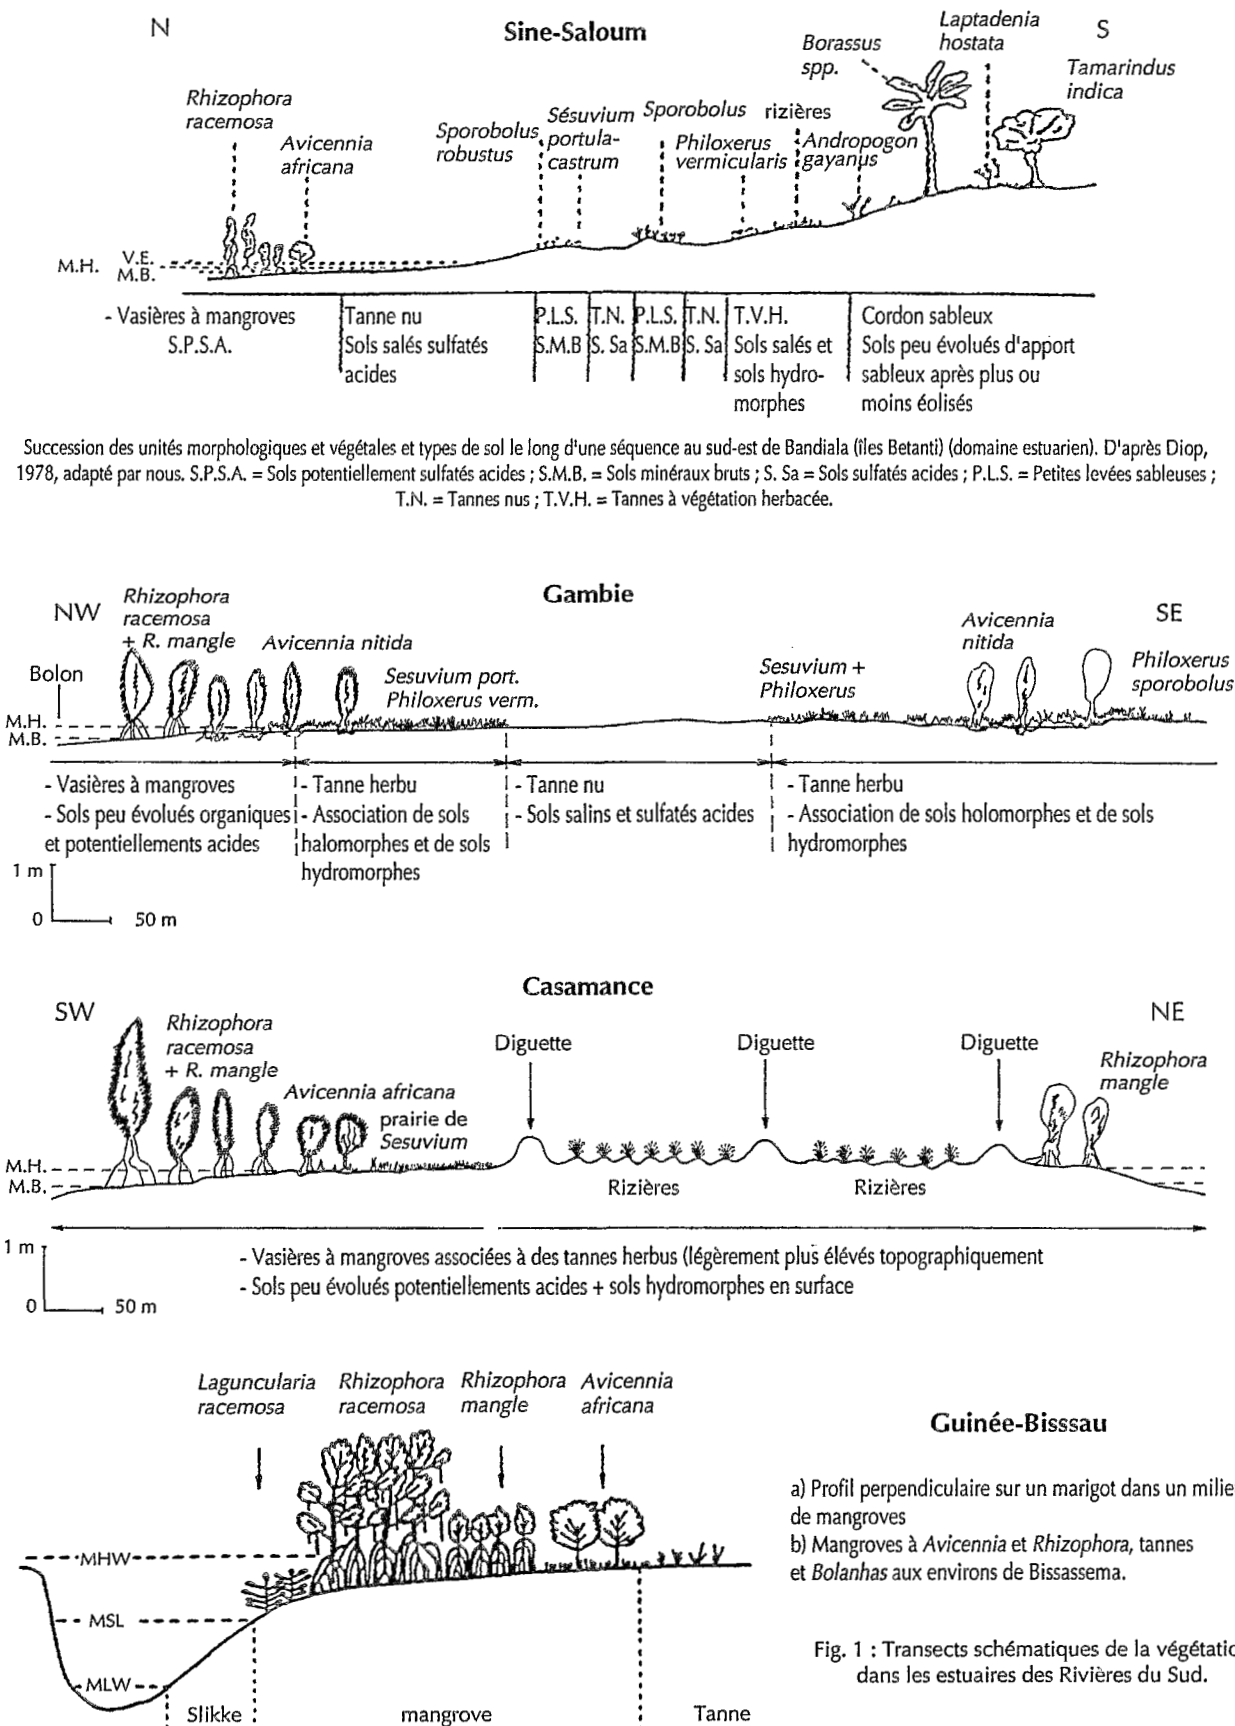 N
Sine-Saloum
S
Rhizophora
racemosa
Avicennia
africana
Sporobolus
robustus
Sésuvium
portula-
castrum
Sporobolus
Philoxerus
vermicularis
rizières
Andropogon
gayanus
Borassus
spp.
Laptadenia
hostata
Tamarindus
indica
M.H.
V.E.
M.B.
- Vasières à mangroves
S.P.S.A.
Tanne nu
Sols salés sulfatés
acides
P.L.S.
S.M.B
T.N.
S. Sa
P.L.S.
S.M.B
T.N.
S. Sa
T.V.H.
Sols salés et
sols hydro-
morphes
Cordon sableux
Sols peu évolués d'apport
sableux après plus ou
moins éolisés
Succession des unités morphologiques et végétales et types de sol le long d'une séquence au sud-est de Bandiala (îles Betanti) (domaine estuarien). D'après Diop,
1978, adapté par nous. S.P.S.A. = Sols potentiellement sulfatés acides ; S.M.B. = Sols minéraux bruts ; S. Sa = Sols sulfatés acides ; P.L.S. = Petites levées sableuses ;
T.N. = Tannes nus ; T.V.H. = Tannes à végétation herbacée.
Gambie
NW
SE
Bolon
Rhizophora
racemosa
+ R. mangle
Avicennia nitida
Sesuvium port.
Philoxerus verm.
Sesuvium +
Philoxerus
Avicennia
nitida
Philoxerus
sporobolus
M.H.
M.B.
- Vasières à mangroves
- Sols peu évolués organiques
et potentiellements acides
- Tanne herbu
- Association de sols
halomorphes et de sols
hydromorphes
- Tanne nu
- Sols salins et sulfatés acides
- Tanne herbu
- Association de sols holomorphes et de sols
hydromorphes
1 m
0
50 m
Casamance
SW
NE
Rhizophora
racemosa
+ R. mangle
Avicennia africana
prairie de
Sesuvium
Diguette
Diguette
Diguette
Rhizophora
mangle
M.H.
M.B.
Rizières
Rizières
- Vasières à mangroves associées à des tannes herbus (légèrement plus élévés topographiquement
- Sols peu évolués potentiellements acides + sols hydromorphes en surface
1 m
0
50 m
Laguncularia
racemosa
Rhizophora
racemosa
Rhizophora
mangle
Avicennia
africana
MHW
MSL
MLW
Slikke
mangrove
Tanne
Guinée-Bisssau
a) Profil perpendiculaire sur un marigot dans un milie
de mangroves
b) Mangroves à Avicennia et Rhizophora, tannes
et Bolanhas aux environs de Bissassema.
Fig. 1 : Transects schématiques de la végétatio
dans les estuaires des Rivières du Sud.